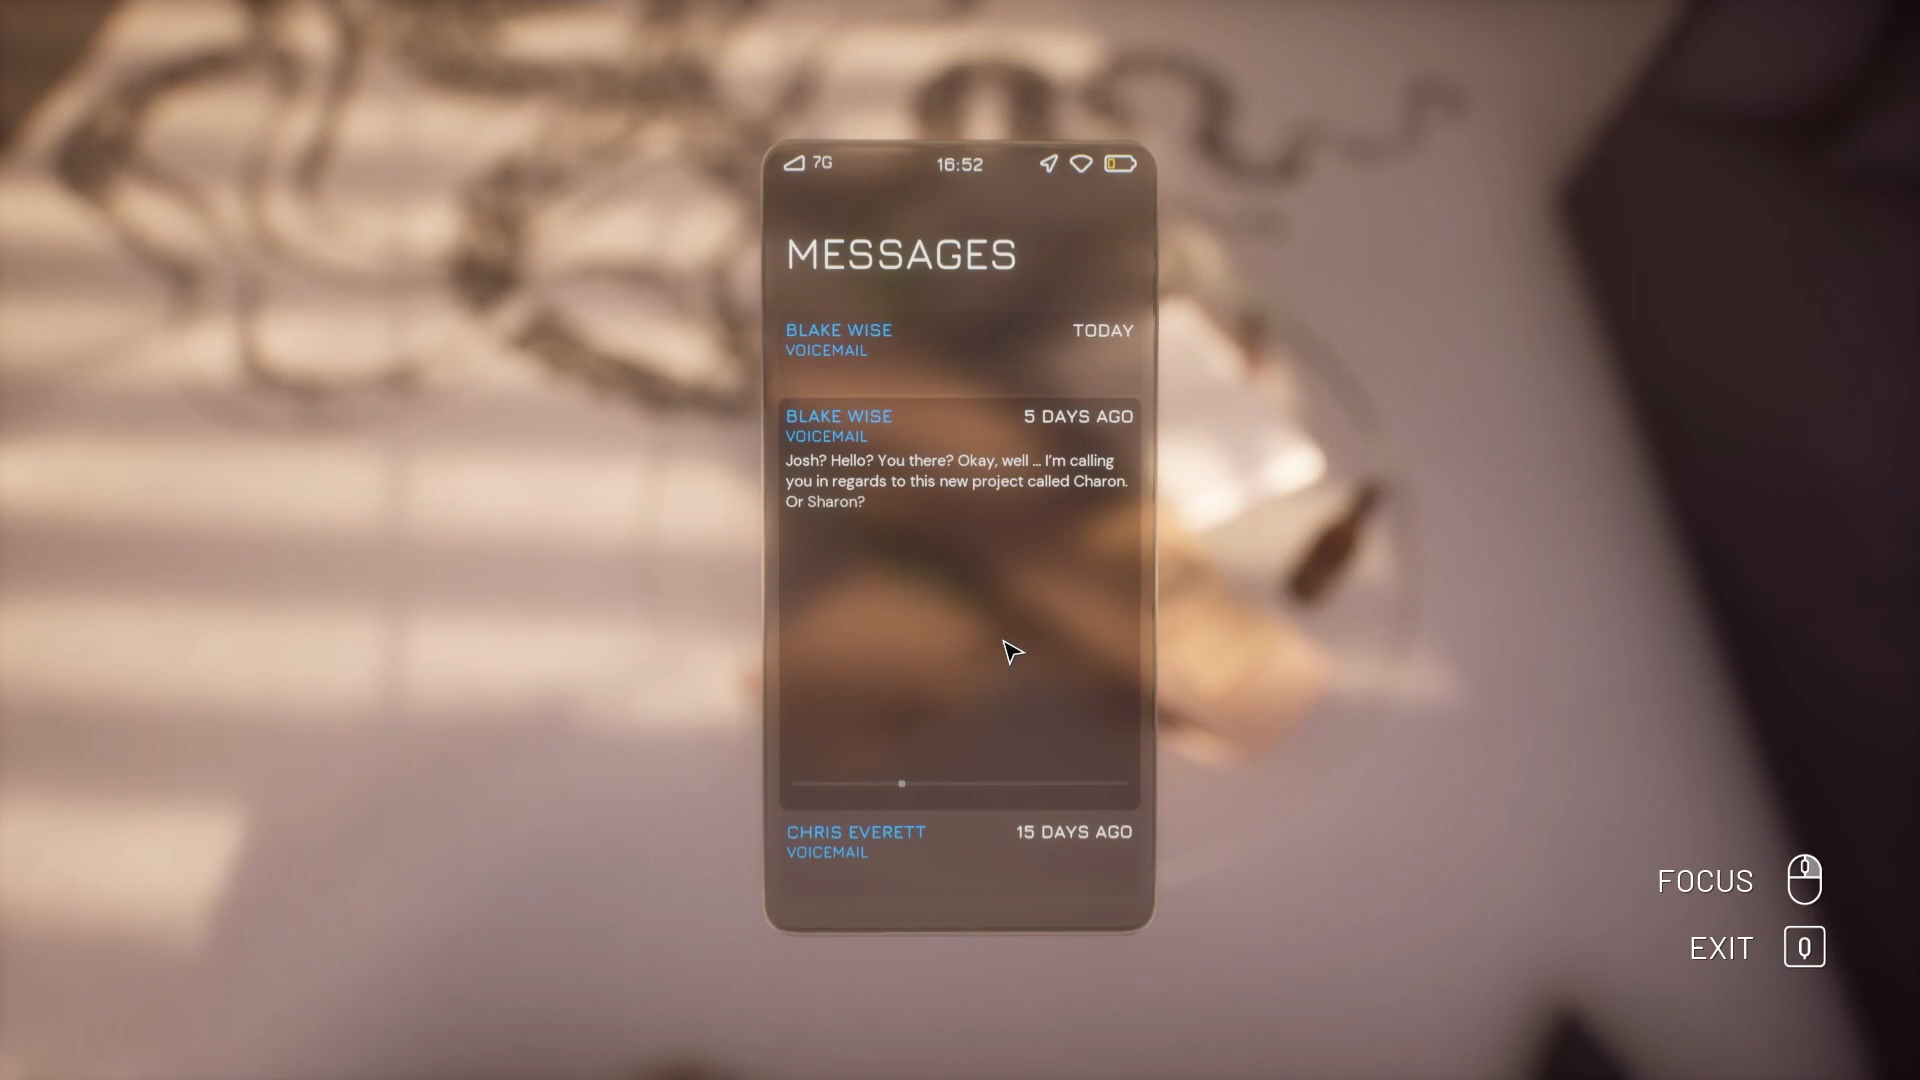 7G 16:52
MESSAGES
BLAKE WISE TODAY
VOICEMAIL
BLAKE WISE 5 DAYS AGO
VOICEMAIL
Josh? Hello? You there? Okay, well ... I'm calling
you in regards to this new project called Charon.
Or Sharon?
CHRIS EVERETT 15 DAYS AGO
VOICEMAIL
FOCUS
EXIT Q